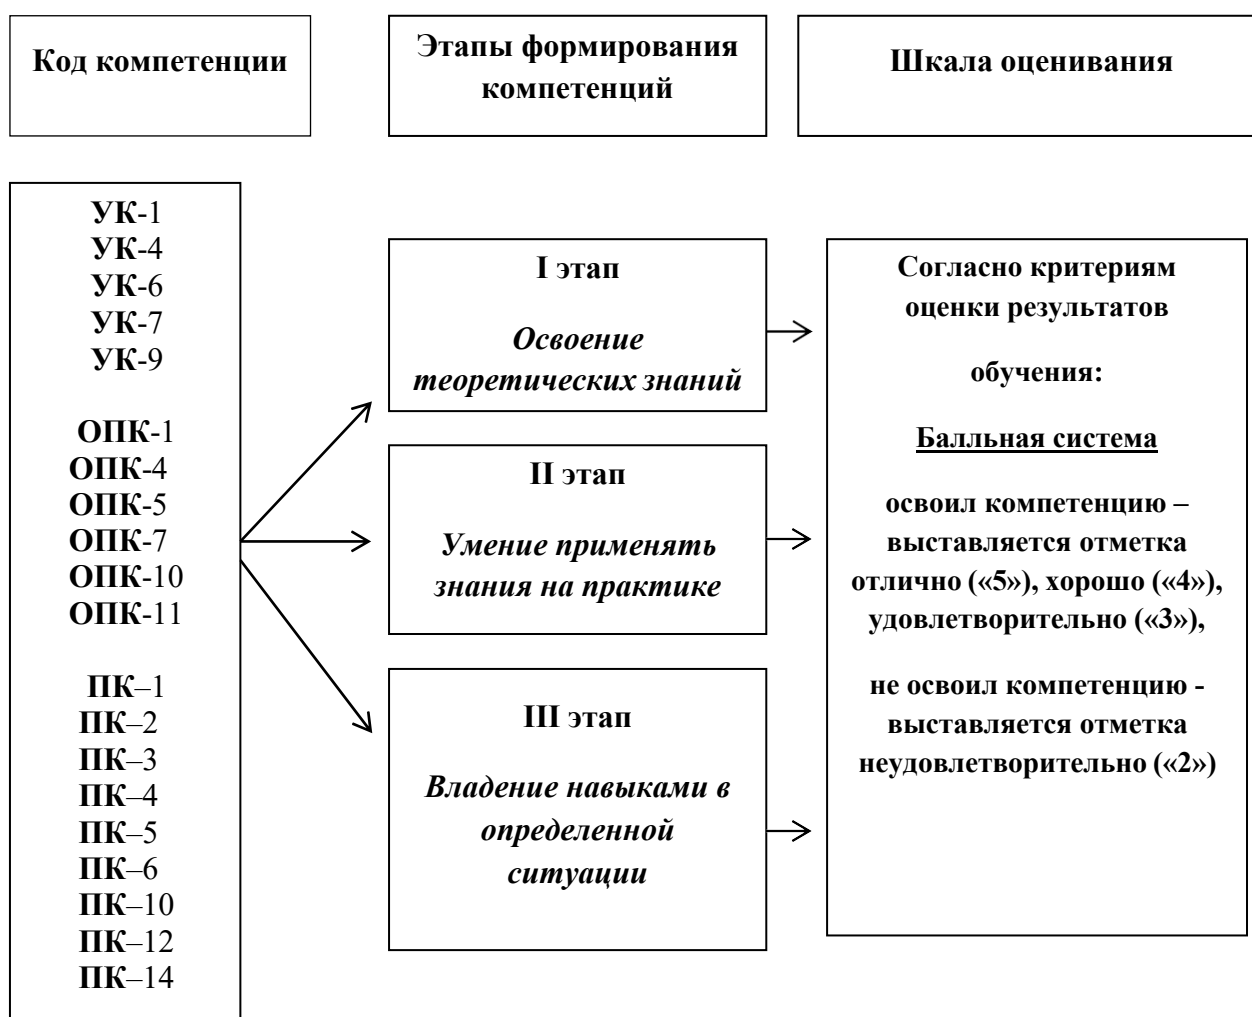 Код компетенции
Этапы формирования
компетенций
Шкала оценивания
УК-1
УК-4
УК-6
УК-7
УК-9
ОПК-1
ОПК-4
ОПК-5
ОПК-7
ОПК-10
ОПК-11
ПК–1
ПК–2
ПК–3
ПК–4
ПК–5
ПК–6
ПК–10
ПК–12
ПК–14
I этап
Освоение
теоретических знаний
II этап
Умение применять
знания на практике
III этап
Владение навыками в
определенной
ситуации
Согласно критериям
оценки результатов
обучения:
Балльная система
освоил компетенцию –
выставляется отметка
отлично («5»), хорошо («4»),
удовлетворительно («3»),
не освоил компетенцию -
выставляется отметка
неудовлетворительно («2»)